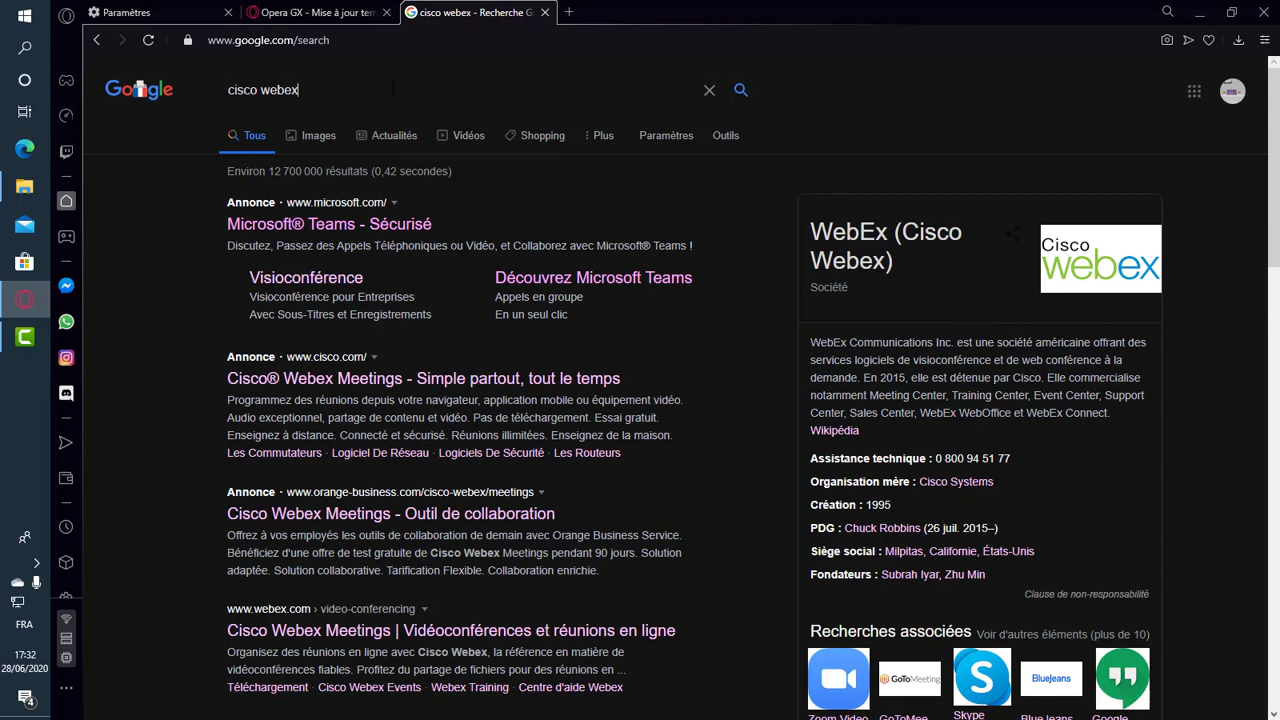 Paramètres
Opera GX - Mise à jour terr
cisco webex - Recherche G
www.google.com/search
Google
cisco webex
Tous
Images
Actualités
Vidéos
Shopping
Plus
Paramètres
Outils
Environ 12 700 000 résultats (0,42 secondes)
Annonce · www.microsoft.com/
Microsoft® Teams - Sécurisé
Discutez, Passez des Appels Téléphoniques ou Vidéo, et Collaborez avec Microsoft® Teams !
Visioconférence
Visioconférence pour Entreprises
Avec Sous-Titres et Enregistrements
Découvrez Microsoft Teams
Appels en groupe
En un seul clic
Annonce · www.cisco.com/
Cisco® Webex Meetings - Simple partout, tout le temps
Programmez des réunions depuis votre navigateur, application mobile ou équipement vidéo.
Audio exceptionnel, partage de contenu et vidéo. Pas de téléchargement. Essai gratuit.
Enseignez à distance. Connecté et sécurisé. Réunions illimitées. Enseignez de la maison.
Les Commutateurs · Logiciel De Réseau · Logiciels De Sécurité · Les Routeurs
Annonce · www.orange-business.com/cisco-webex/meetings
Cisco Webex Meetings - Outil de collaboration
Offrez à vos employés les outils de collaboration de demain avec Orange Business Service.
Bénéficiez d'une offre de test gratuite de Cisco Webex Meetings pendant 90 jours. Solution
adaptée. Solution collaborative. Tarification Flexible. Collaboration enrichie.
www.webex.com › video-conferencing
Cisco Webex Meetings | Vidéoconférences et réunions en ligne
Organisez des réunions en ligne avec Cisco Webex, la référence en matière de
vidéoconférences fiables. Profitez du partage de fichiers pour des réunions en ...
Téléchargement · Cisco Webex Events · Webex Training · Centre d'aide Webex
WebEx (Cisco
Webex)
Société
Cisco
webex
WebEx Communications Inc. est une société américaine offrant des
services logiciels de visioconférence et de web conférence à la
demande. En 2015, elle est détenue par Cisco. Elle commercialise
notamment Meeting Center, Training Center, Event Center, Support
Center, Sales Center, WebEx WebOffice et WebEx Connect.
Wikipédia
Assistance technique : 0 800 94 51 77
Organisation mère : Cisco Systems
Création : 1995
PDG : Chuck Robbins (26 juil. 2015–)
Siège social : Milpitas, Californie, États-Unis
Fondateurs : Subrah Iyar, Zhu Min
Clause de non-responsabilité
Recherches associées
Voir d'autres éléments (plus de 10)
GoToMeeting
BlueJeans
Zoom Video
GoToMee
Skype
BlueJeans
Google
FRA
17:32
28/06/2020
4